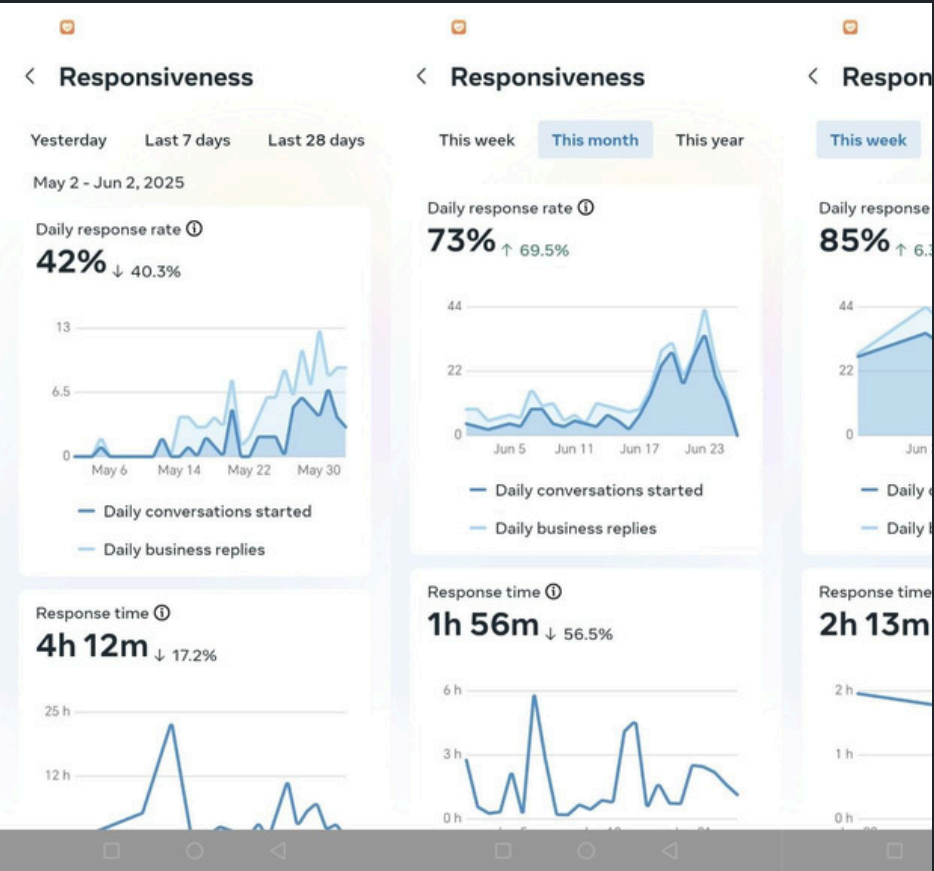 Responsiveness
Yesterday Last 7 days Last 28 days
May 2 - Jun 2, 2025
Daily response rate
42% ↓ 40.3%
13
6.5
0
May 6 May 14 May 22 May 30
Daily conversations started
Daily business replies
Response time
4h 12m ↓ 17.2%
25 h
12 h
Responsiveness
This week This month This year
Daily response rate
73% ↑ 69.5%
44
22
0
Jun 5 Jun 11 Jun 17 Jun 23
Daily conversations started
Daily business replies
Response time
1h 56m ↓ 56.5%
6 h
3 h
0 h
Respon
This week
Daily response
85% ↑ 6.
44
22
0
Jun
Daily
Daily
Response time
2h 13m
2 h
1 h
0 h